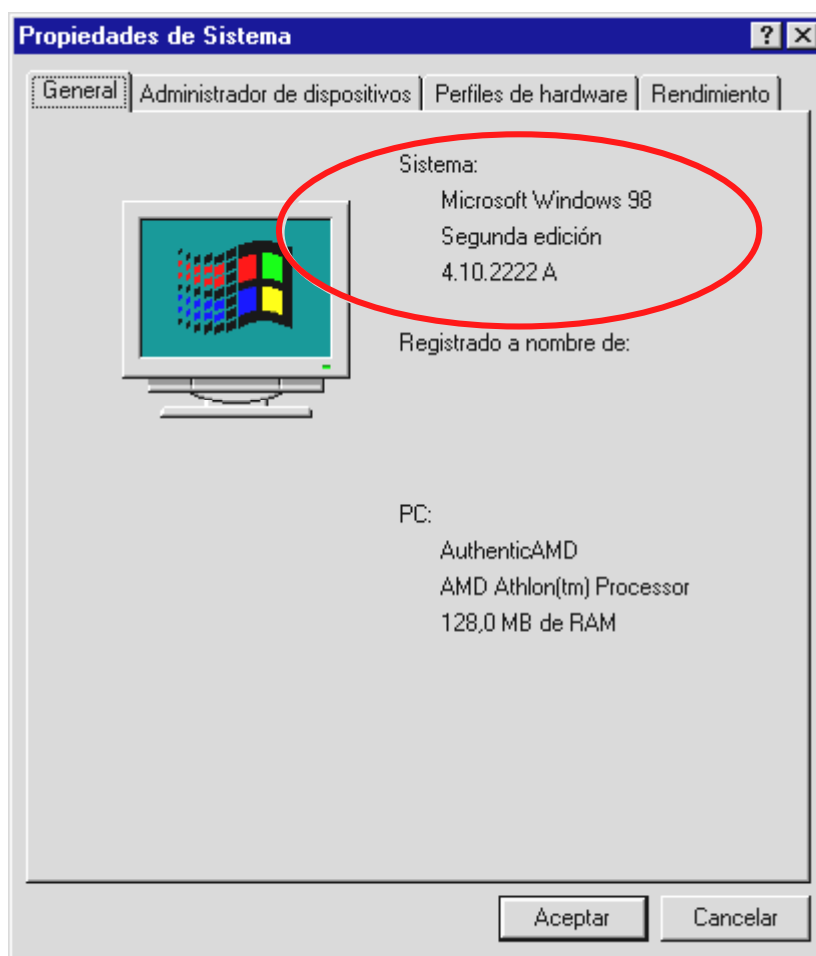 Propiedades de Sistema
General
Administrador de dispositivos
Perfiles de hardware
Rendimiento
Sistema:
Microsoft Windows 98
Segunda edición
4.10.2222 A
Registrado a nombre de:
PC:
AuthenticAMD
AMD Athlon(tm) Processor
128,0 MB de RAM
Aceptar
Cancelar